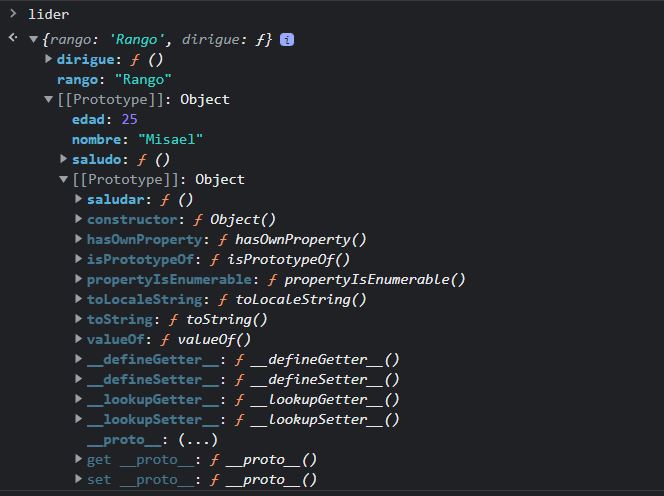 > lider
{rango: 'Rango', dirigue: ƒ} i
dirigue: ƒ ()
rango: "Rango"
[[Prototype]]: Object
edad: 25
nombre: "Misael"
saludo: ƒ ()
[[Prototype]]: Object
saludar: ƒ ()
constructor: ƒ Object()
hasOwnProperty: ƒ hasOwnProperty()
isPrototypeOf: ƒ isPrototypeOf()
propertyIsEnumerable: ƒ propertyIsEnumerable()
toLocaleString: ƒ toLocaleString()
toString: ƒ toString()
valueOf: ƒ valueOf()
__defineGetter__: ƒ __defineGetter__()
__defineSetter__: ƒ __defineSetter__()
__lookupGetter__: ƒ __lookupGetter__()
__lookupSetter__: ƒ __lookupSetter__()
__proto__: (...)
get __proto__: ƒ __proto__()
set __proto__: ƒ __proto__()